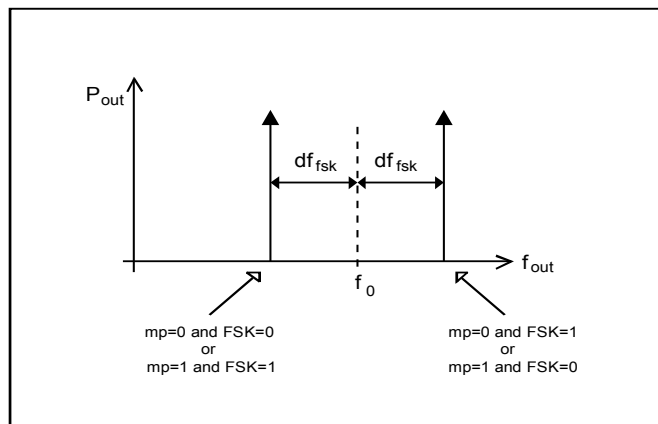 Pout
dffsk
dffsk
fout
f0
mp=0 and FSK=0
or
mp=1 and FSK=1
mp=0 and FSK=1
or
mp=1 and FSK=0